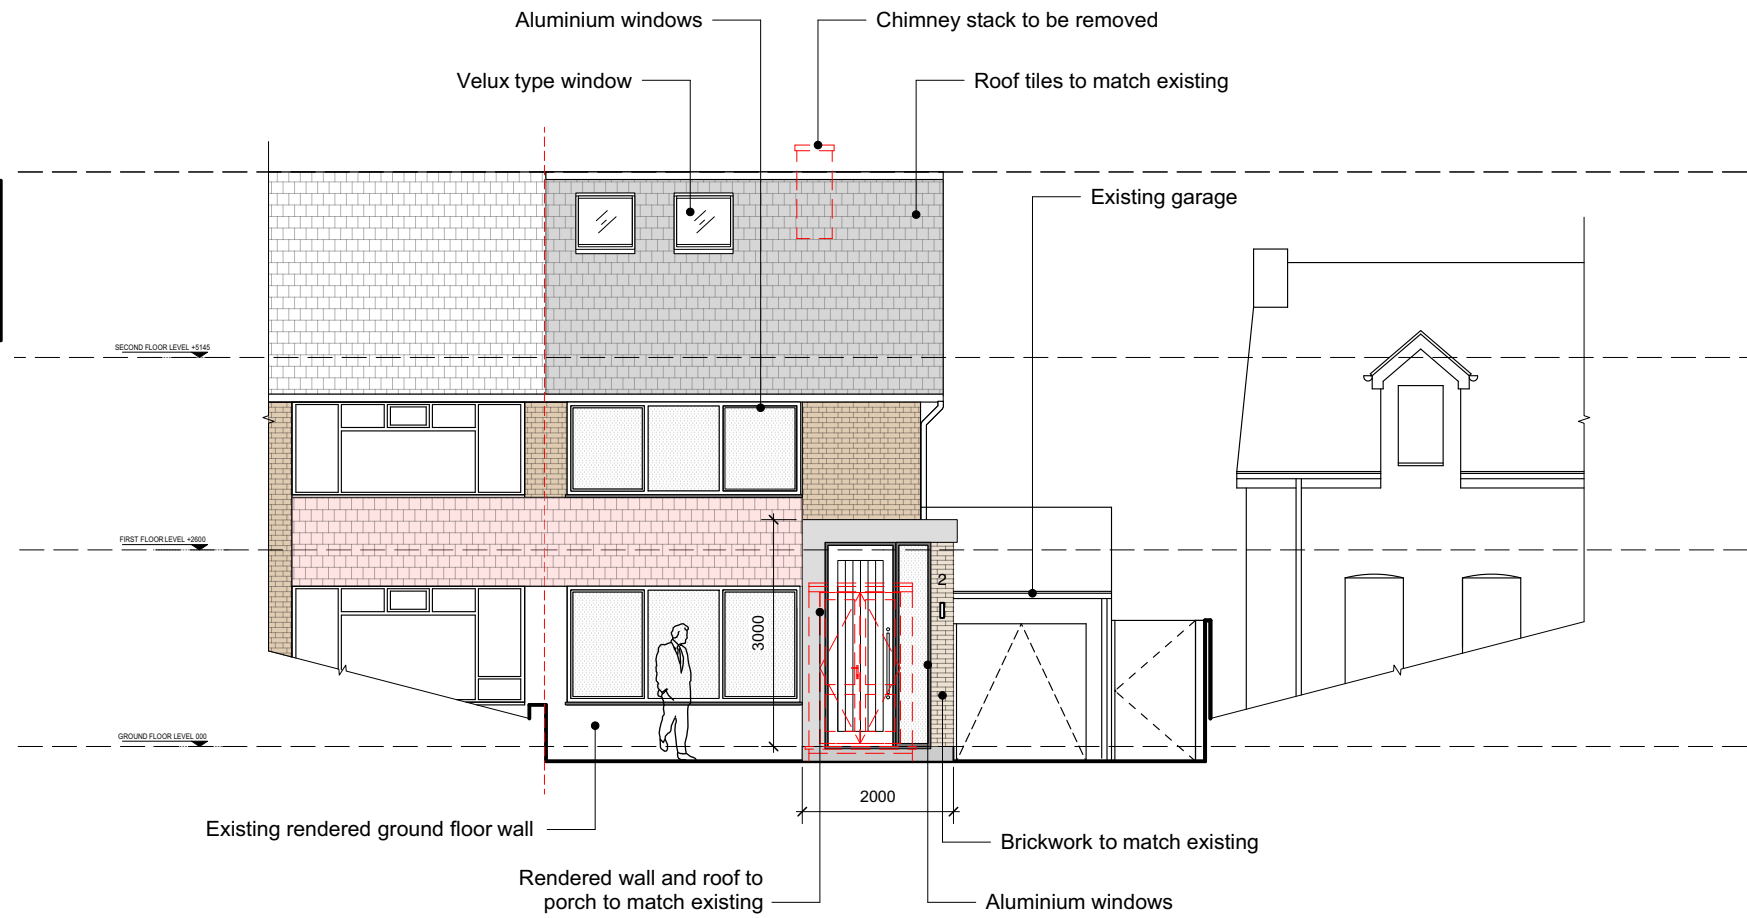 Aluminium windows
Chimney stack to be removed
Velux type window
Roof tiles to match existing
Existing garage
SECOND FLOOR LEVEL +5145
FIRST FLOOR LEVEL +2600
2
3000
GROUND FLOOR LEVEL 000
2000
Existing rendered ground floor wall
Brickwork to match existing
Rendered wall and roof to
porch to match existing
Aluminium windows